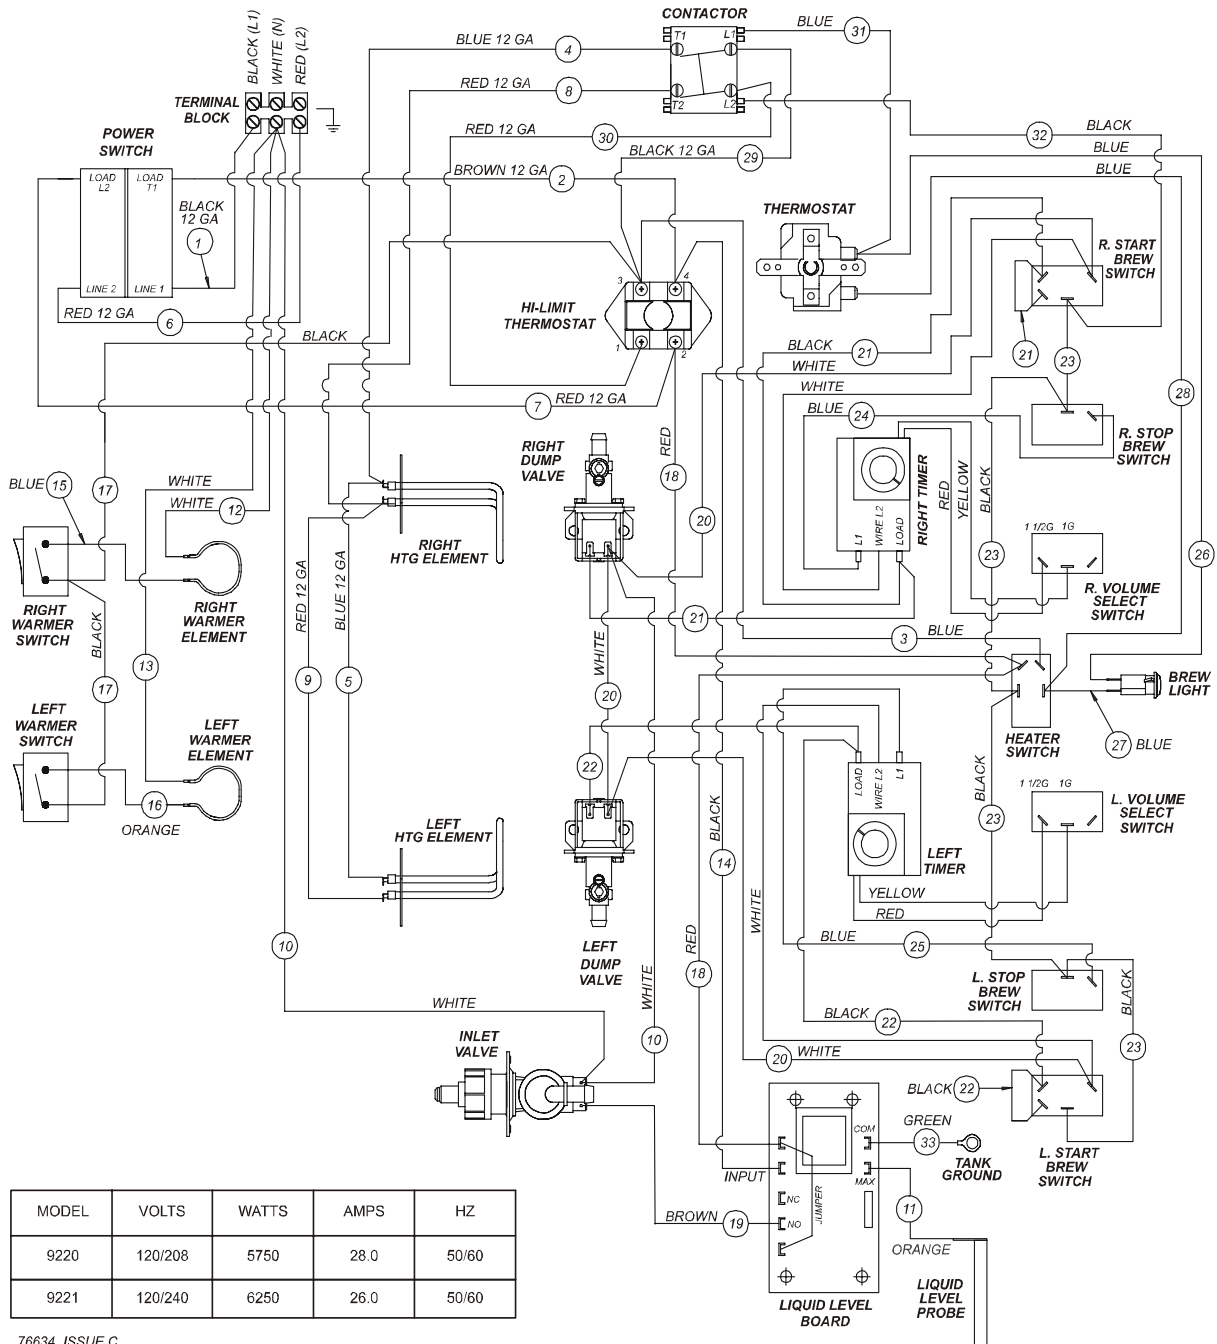 CONTACTOR
BLACK (L1)
WHITE (N)
RED (L2)
BLUE 12 GA
4
T1
L1
BLUE
31
RED 12 GA
8
T2
L2
TERMINAL
BLOCK
POWER
SWITCH
RED 12 GA
30
BLACK 12 GA
29
32
BLACK
BLUE
BLUE
BROWN 12 GA
2
LOAD
L2
LOAD
T1
BLACK
12 GA
1
LINE 2
LINE 1
RED 12 GA
6
THERMOSTAT
R. START
BREW
SWITCH
3
4
HI-LIMIT
THERMOSTAT
1
2
BLACK
BLACK
21
WHITE
WHITE
21
23
28
7
RED 12 GA
BLUE
24
R. STOP
BREW
SWITCH
RIGHT
DUMP
VALVE
RED
18
BLUE
15
17
WHITE
WHITE
12
RIGHT TIMER
L1
WIRE L2
LOAD
RED
YELLOW
BLACK
20
23
1 1/2G
1G
26
R. VOLUME
SELECT
SWITCH
RIGHT
HTG ELEMENT
RIGHT
WARMER
SWITCH
RIGHT
WARMER
ELEMENT
BLACK
RED 12 GA
BLUE 12 GA
21
3
BLUE
WHITE
13
9
5
17
20
BREW
LIGHT
HEATER
SWITCH
27
BLUE
LEFT
WARMER
SWITCH
LEFT
WARMER
ELEMENT
22
LOAD
WIRE L2
L1
BLACK
23
1 1/2G
1G
L. VOLUME
SELECT
SWITCH
16
ORANGE
LEFT
HTG ELEMENT
BLACK
14
LEFT
TIMER
YELLOW
RED
WHITE
10
LEFT
DUMP
VALVE
RED
18
BLUE
25
L. STOP
BREW
SWITCH
BLACK
23
WHITE
WHITE
10
BLACK
22
20
WHITE
INLET
VALVE
BLACK
22
L. START
BREW
SWITCH
COM
GREEN
33
TANK
GROUND
INPUT
MAX
NC
NO
JUMPER
BROWN
19
11
ORANGE
LIQUID
LEVEL
PROBE
LIQUID LEVEL
BOARD
MODEL VOLTS WATTS AMPS HZ
9220 120/208 5750 28.0 50/60
9221 120/240 6250 26.0 50/60
76634 ISSUE C